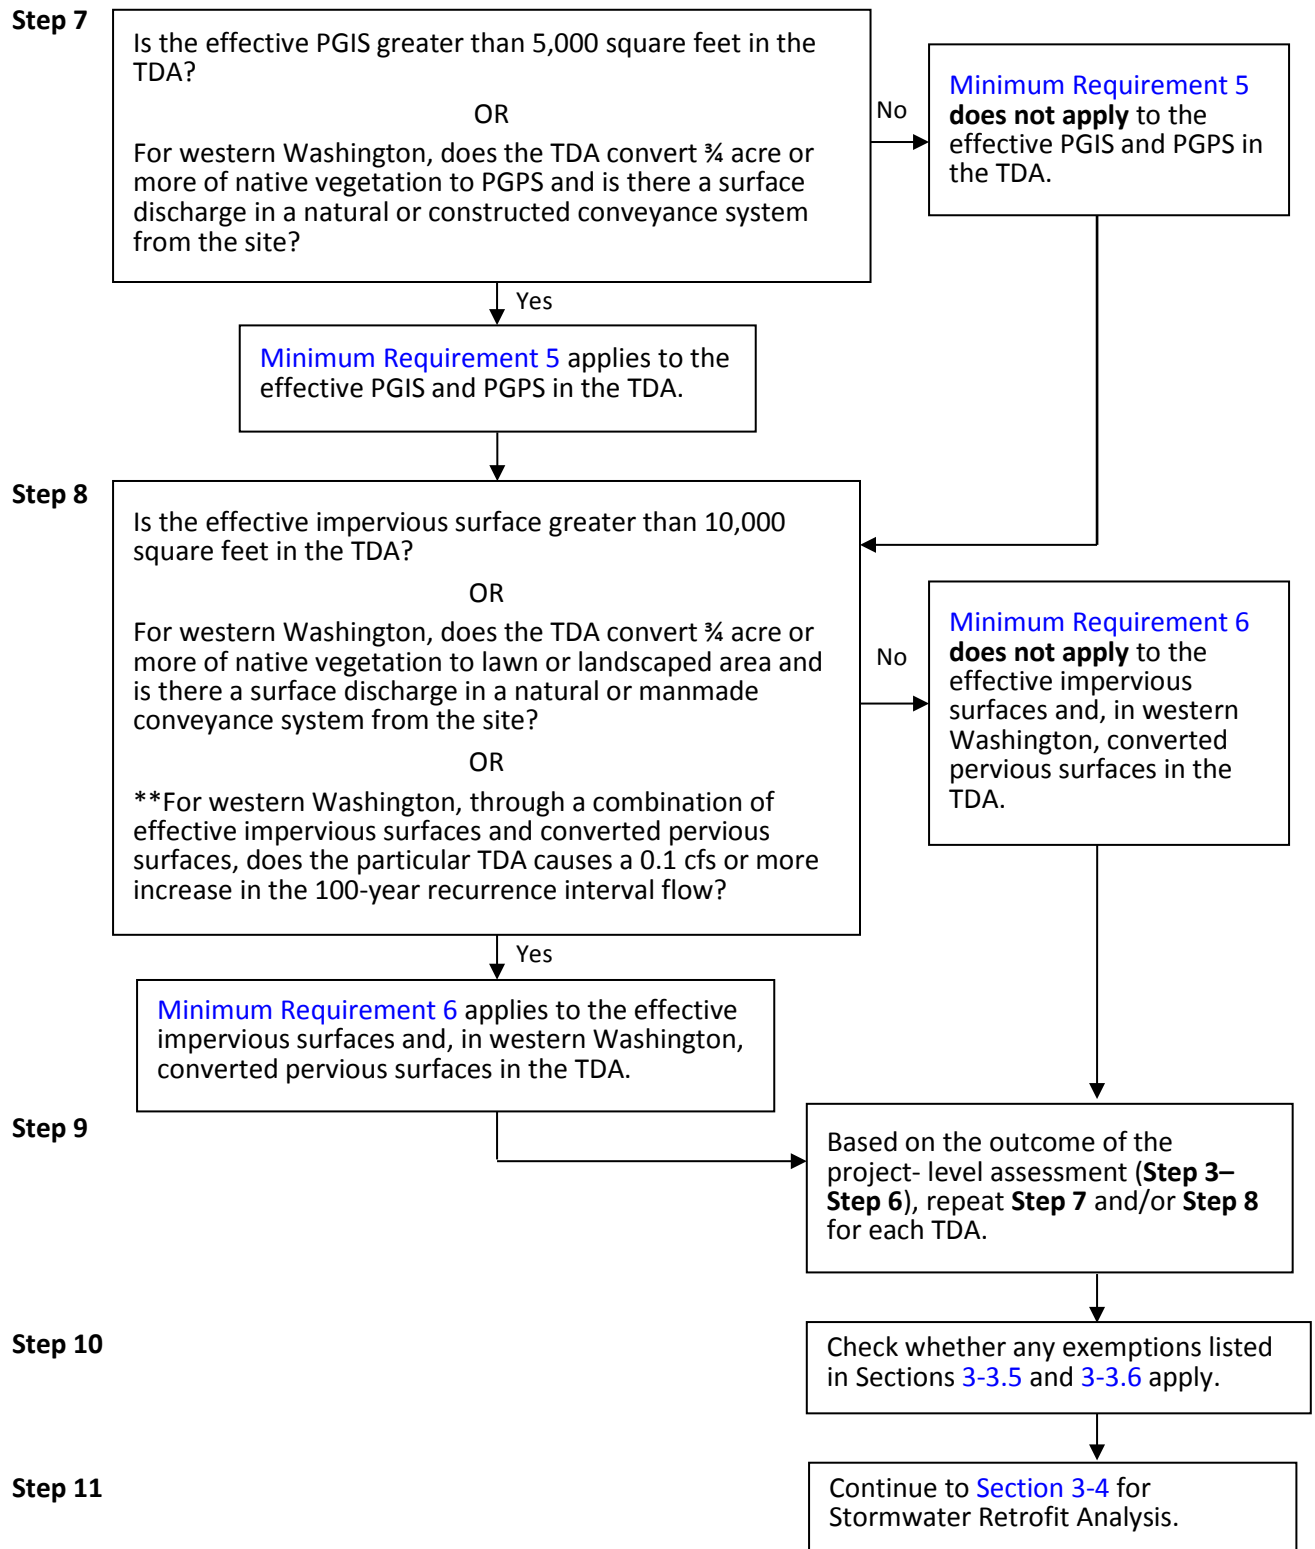 Step 7
Is the effective PGIS greater than 5,000 square feet in the
TDA?
OR
For western Washington, does the TDA convert ¾ acre or
more of native vegetation to PGPS and is there a surface
discharge in a natural or constructed conveyance system
from the site?
No
Minimum Requirement 5
does not apply to the
effective PGIS and PGPS in
the TDA.
Yes
Minimum Requirement 5 applies to the
effective PGIS and PGPS in the TDA.
Step 8
Is the effective impervious surface greater than 10,000
square feet in the TDA?
OR
For western Washington, does the TDA convert ¾ acre or
more of native vegetation to lawn or landscaped area and
is there a surface discharge in a natural or manmade
conveyance system from the site?
OR
**For western Washington, through a combination of
effective impervious surfaces and converted pervious
surfaces, does the particular TDA causes a 0.1 cfs or more
increase in the 100-year recurrence interval flow?
No
Minimum Requirement 6
does not apply to the
effective impervious
surfaces and, in western
Washington, converted
pervious surfaces in the
TDA.
Yes
Minimum Requirement 6 applies to the effective
impervious surfaces and, in western Washington,
converted pervious surfaces in the TDA.
Step 9
Based on the outcome of the
project- level assessment (Step 3–
Step 6), repeat Step 7 and/or Step 8
for each TDA.
Step 10
Check whether any exemptions listed
in Sections 3-3.5 and 3-3.6 apply.
Step 11
Continue to Section 3-4 for
Stormwater Retrofit Analysis.